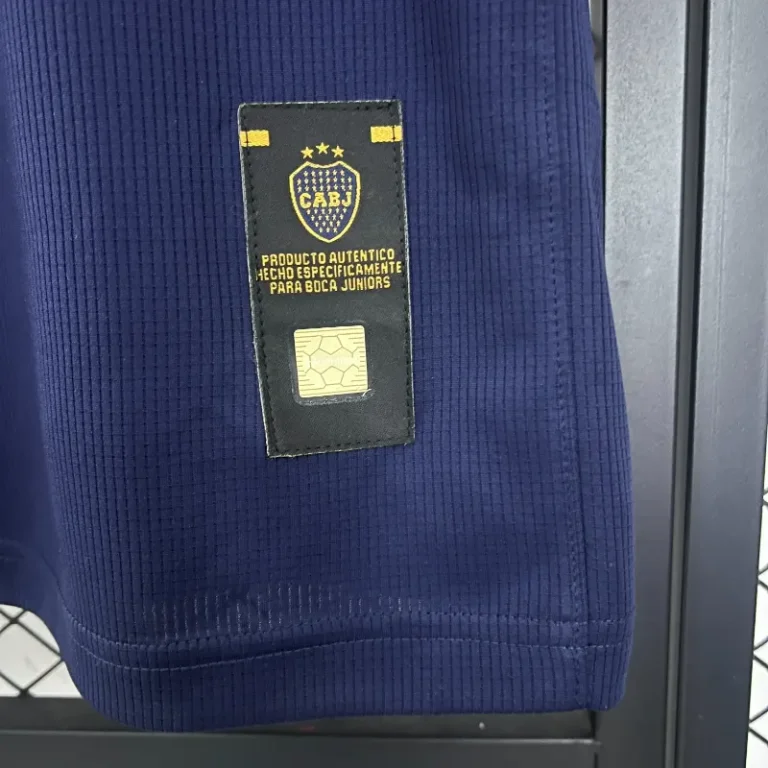 CABJ
PRODUCTO AUTENTICO
HECHO ESPECIFICAMENTE
PARA BOCA JUNIORS